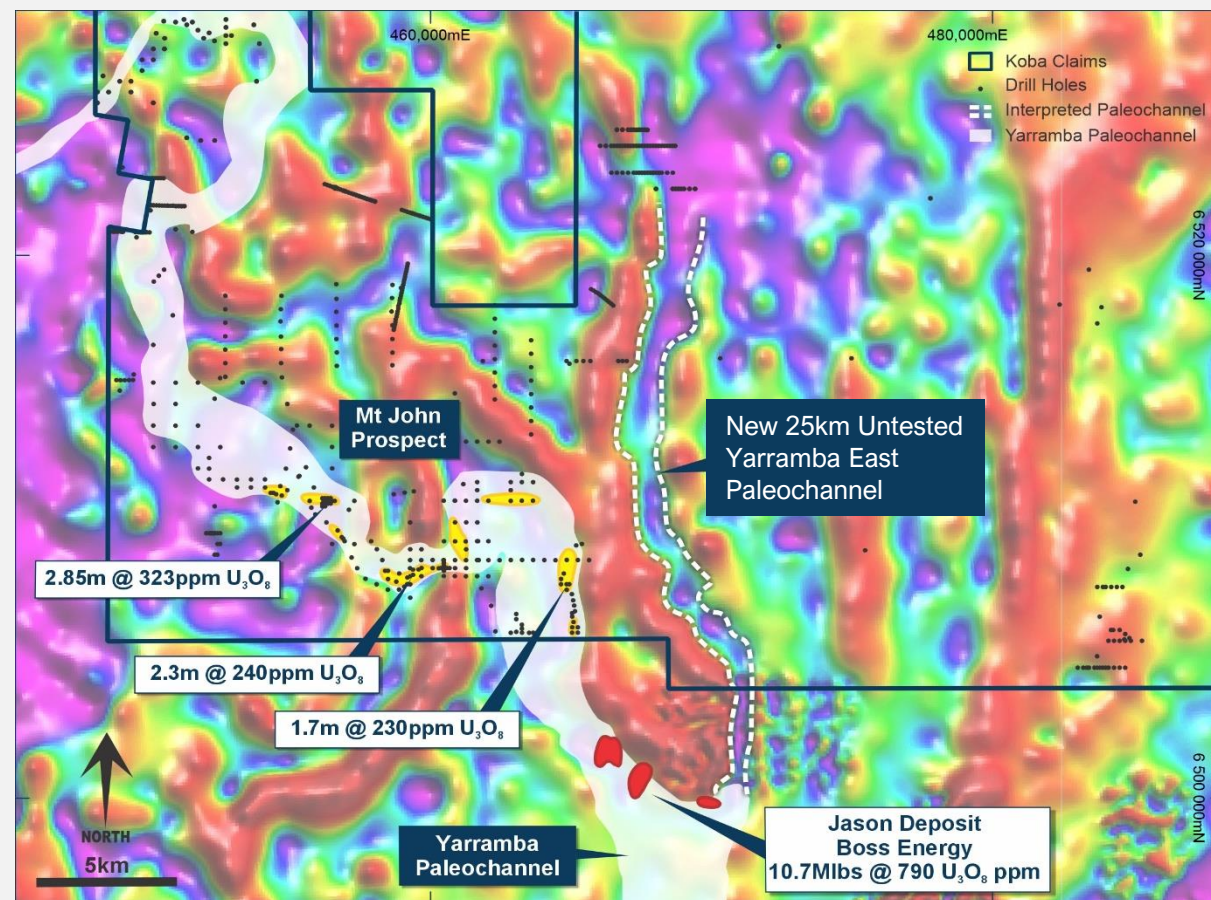 460,000mE
480,000mE
Koba Claims
Drill Holes
Interpreted Paleochannel
Yarramba Paleochannel
6 520 000mN
Mt John
Prospect
New 25km Untested
Yarramba East
Paleochannel
2.85m @ 323ppm U₃O₈
2.3m @ 240ppm U₃O₈
1.7m @ 230ppm U₃O₈
6 500 000mN
NORTH
5km
Yarramba
Paleochannel
Jason Deposit
Boss Energy
10.7Mlbs @ 790 U₃O₈ ppm